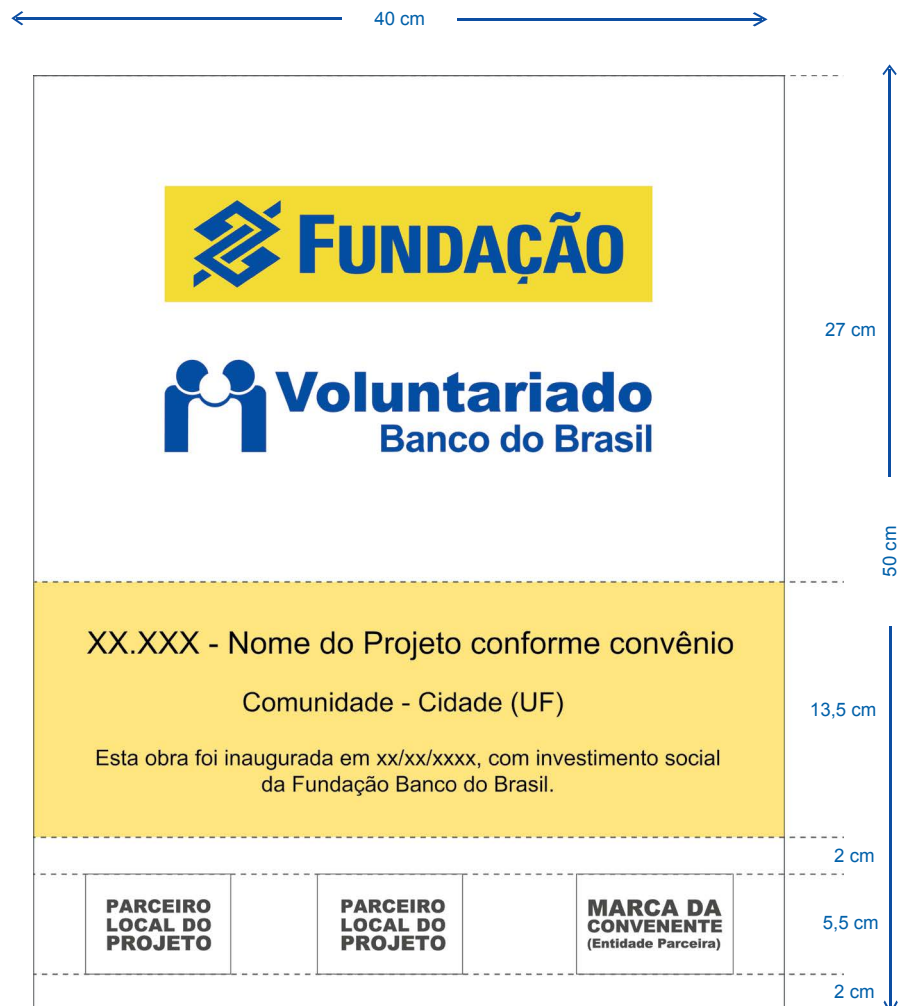 40 cm
FUNDAÇÃO
27 cm
Voluntariado
Banco do Brasil
50 cm
XX.XXX - Nome do Projeto conforme convênio
Comunidade - Cidade (UF)
13,5 cm
Esta obra foi inaugurada em xx/xx/xxxx, com investimento social
da Fundação Banco do Brasil.
2 cm
PARCEIRO
LOCAL DO
PROJETO
PARCEIRO
LOCAL DO
PROJETO
MARCA DA
CONVENENTE
(Entidade Parceira)
5,5 cm
2 cm